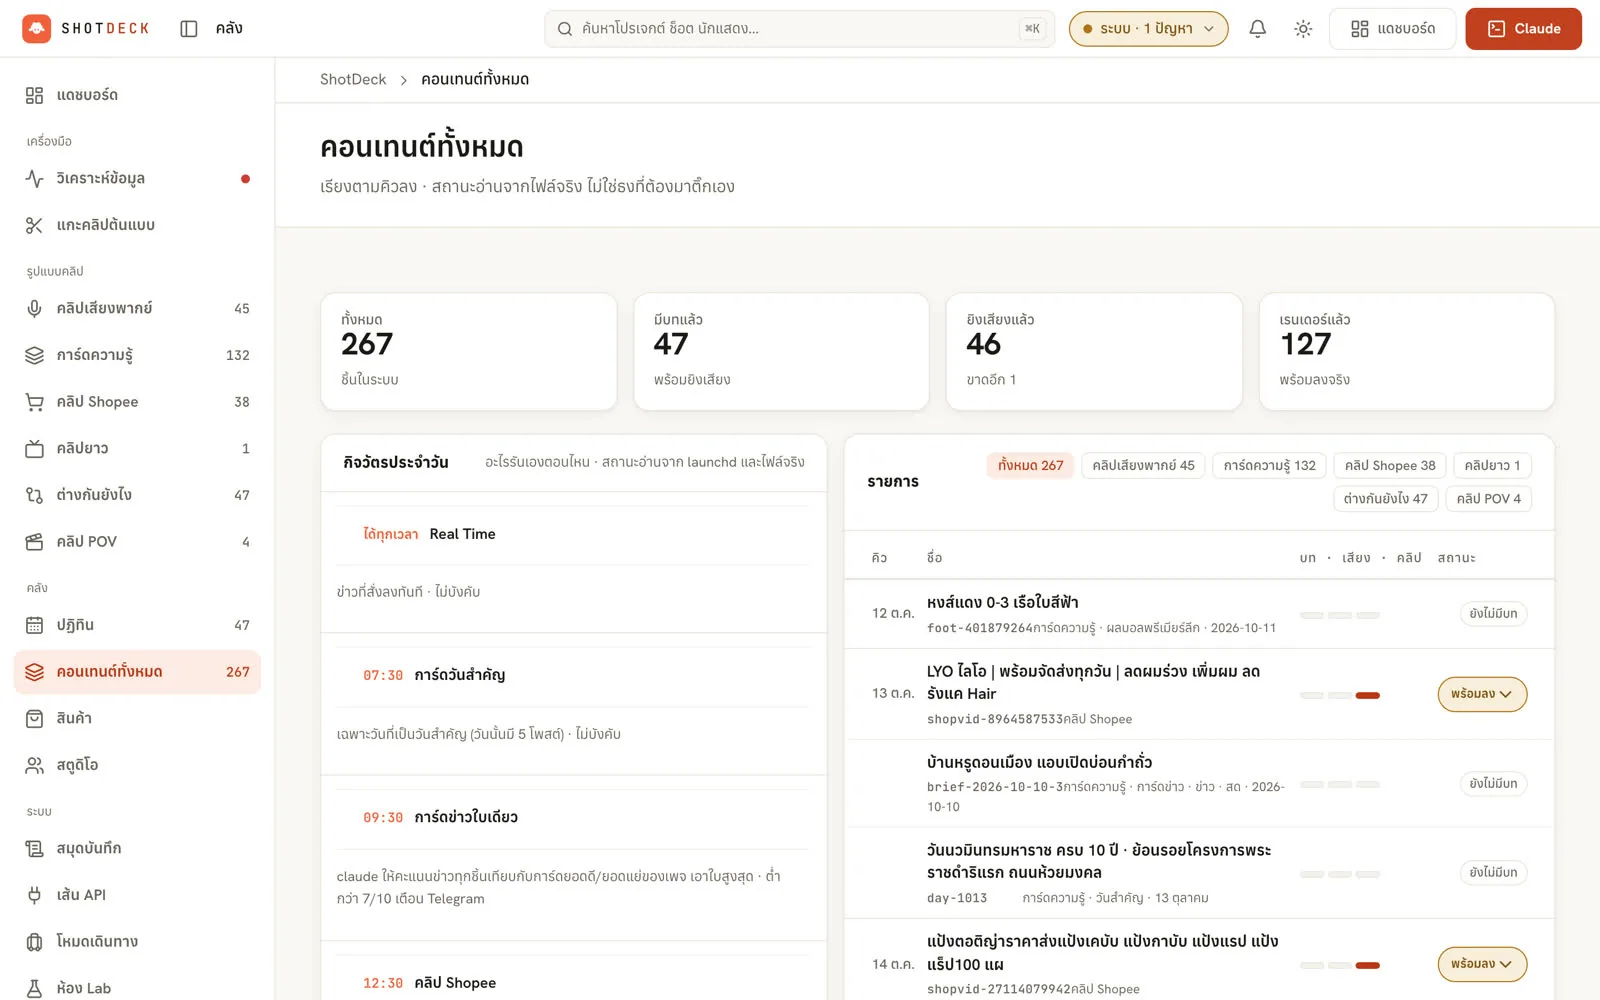 SHOTDECK
คลัง
ค้นหาโปรเจกต์ ช็อต นักแสดง...
⌘K
ระบบ · 1 ปัญหา
แดชบอร์ด
Claude
แดชบอร์ด
เครื่องมือ
วิเคราะห์ข้อมูล
แกะคลิปต้นแบบ
รูปแบบคลิป
คลิปเสียงพากย์ 45
การ์ดความรู้ 132
คลิป Shopee 38
คลิปยาว 1
ต่างกันยังไง 47
คลิป POV 4
คลัง
ปฏิทิน 47
คอนเทนต์ทั้งหมด 267
สินค้า
สตูดิโอ
ระบบ
สมุดบันทึก
เส้น API
โหมดเดินทาง
ห้อง Lab
ShotDeck > คอนเทนต์ทั้งหมด
คอนเทนต์ทั้งหมด
เรียงตามคิวลง · สถานะอ่านจากไฟล์จริง ไม่ใช่ธงที่ต้องมาติ๊กเอง
ทั้งหมด
267
ชิ้นในระบบ
มีบทแล้ว
47
พร้อมยิงเสียง
ยิงเสียงแล้ว
46
ขาดอีก 1
เรนเดอร์แล้ว
127
พร้อมลงจริง
กิจวัตรประจำวัน
อะไรรันเองตอนไหน · สถานะอ่านจาก launchd และไฟล์จริง
ได้ทุกเวลา Real Time
ข่าวที่สั่งลงทันที · ไม่บังคับ
07:30 การ์ดวันสำคัญ
เฉพาะวันที่เป็นวันสำคัญ (วันนั้นมี 5 โพสต์) · ไม่บังคับ
09:30 การ์ดข่าวใบเดียว
claude ให้คะแนนข่าวทุกชิ้นเทียบกับการ์ดยอดดี/ยอดแย่ของเพจ เอาใบสูงสุด · ต่ำ
กว่า 7/10 เตือน Telegram
12:30 คลิป Shopee
รายการ
ทั้งหมด 267
คลิปเสียงพากย์ 45
การ์ดความรู้ 132
คลิป Shopee 38
คลิปยาว 1
ต่างกันยังไง 47
คลิป POV 4
คิว ชื่อ บท · เสียง · คลิป สถานะ
12 ต.ค.
หงส์แดง 0-3 เรือใบสีฟ้า
foot-401879264การ์ดความรู้ · ผลบอลพรีเมียร์ลีก · 2026-10-11
ยังไม่มีบท
13 ต.ค.
LYO ไลโอ | พร้อมจัดส่งทุกวัน | ลดผมร่วง เพิ่มผม ลด
รังแค Hair
shopvid-8964587533คลิป Shopee
พร้อมลง
บ้านหรูดอนเมือง แอบเปิดบ่อนกำถั่ว
brief-2026-10-10-3การ์ดความรู้ · การ์ดข่าว · ข่าว · สด · 2026-
10-10
ยังไม่มีบท
วันนวมินทรมหาราช ครบ 10 ปี · ย้อนรอยโครงการพระ
ราชดำริแรก ถนนห้วยมงคล
day-1013 การ์ดความรู้ · วันสำคัญ · 13 ตุลาคม
ยังไม่มีบท
14 ต.ค.
แป้งตอติญ่าราคาส่งแป้งเคบับ แป้งกาบับ แป้งแรป แป้ง
แร็ป100 แผ
shopvid-27114079942คลิป Shopee
พร้อมลง